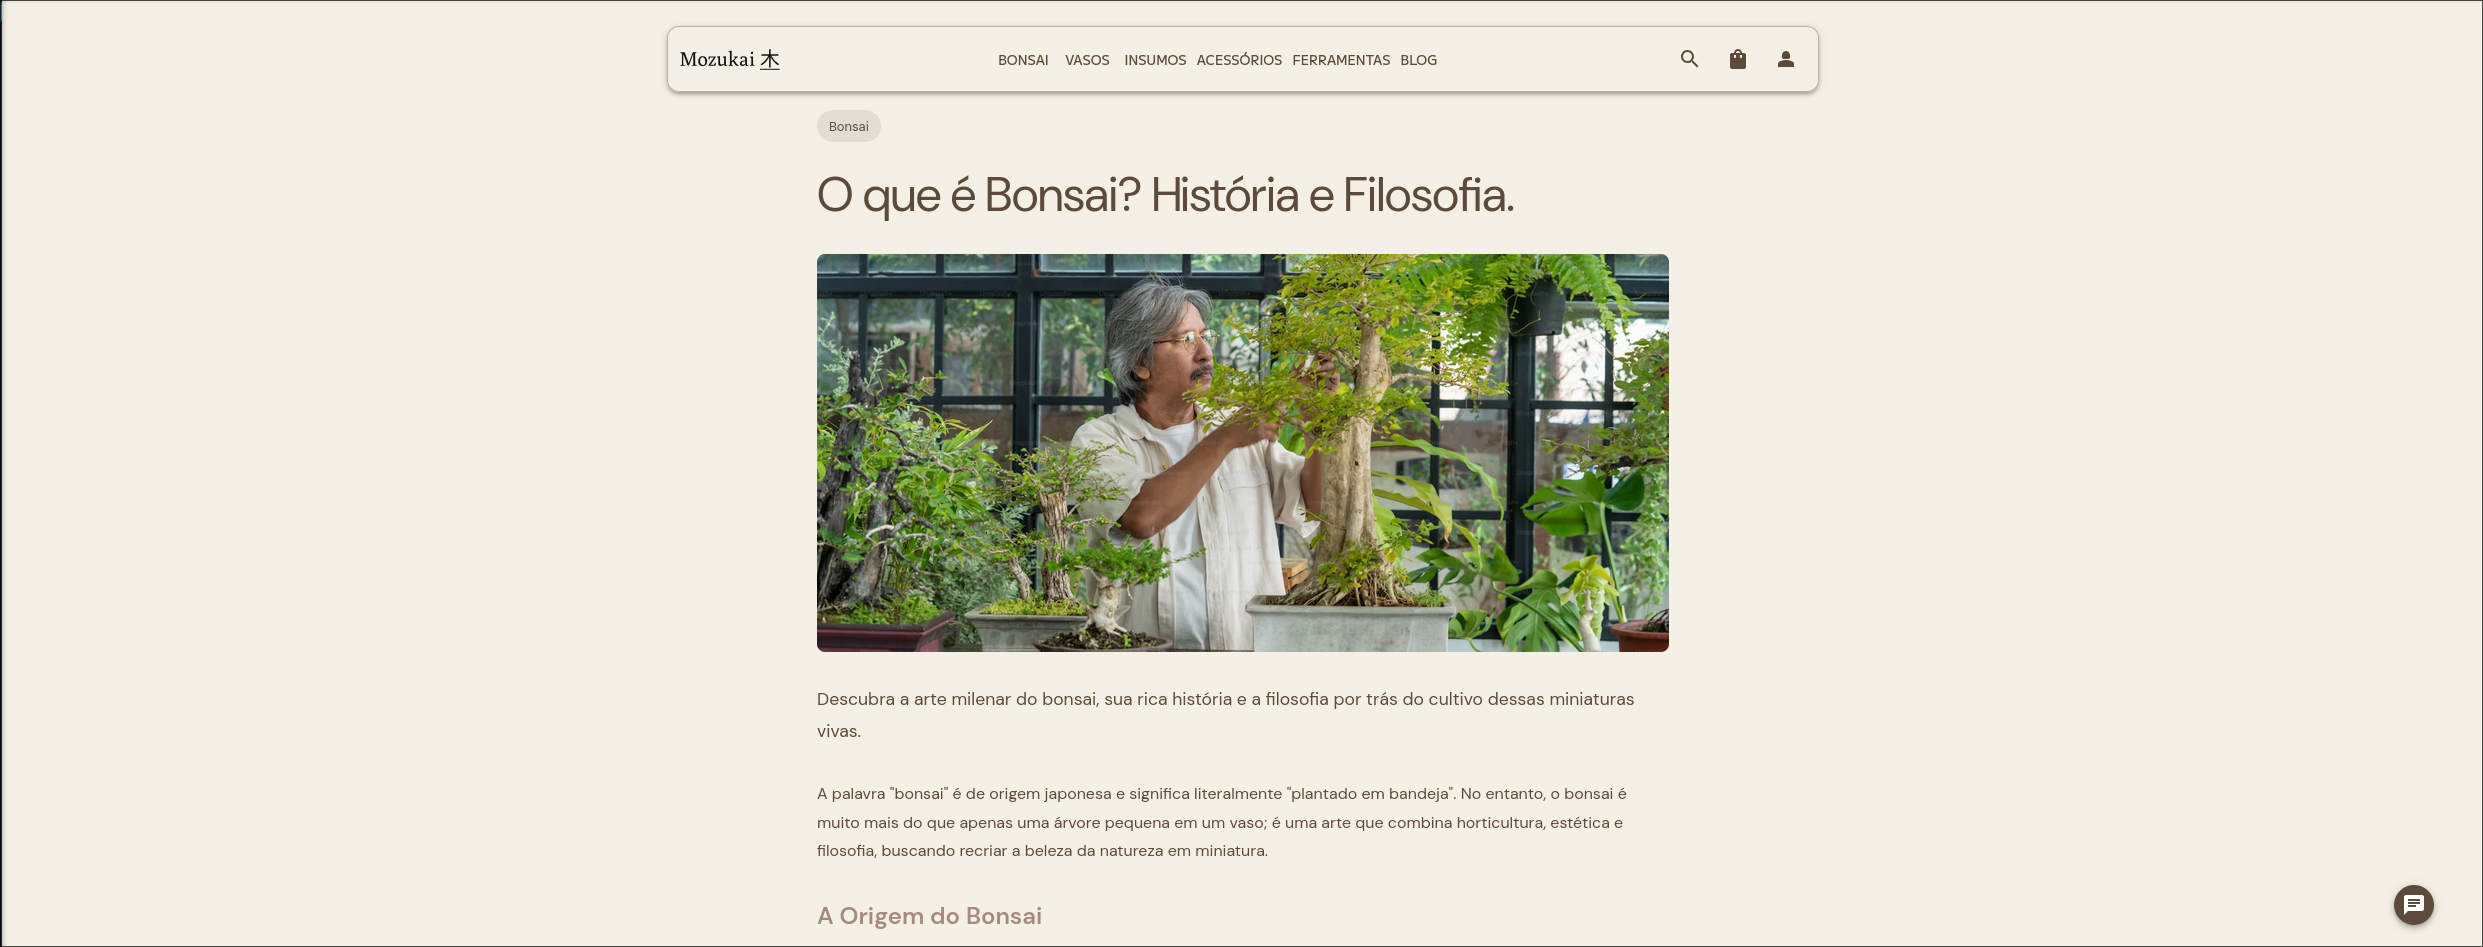 Mozukai 木
BONSAI VASOS INSUMOS ACESSÓRIOS FERRAMENTAS BLOG
Bonsai
O que é Bonsai? História e Filosofia.
Descubra a arte milenar do bonsai, sua rica história e a filosofia por trás do cultivo dessas miniaturas
vivas.
A palavra "bonsai" é de origem japonesa e significa literalmente "plantado em bandeja". No entanto, o bonsai é
muito mais do que apenas uma árvore pequena em um vaso; é uma arte que combina horticultura, estética e
filosofia, buscando recriar a beleza da natureza em miniatura.
A Origem do Bonsai